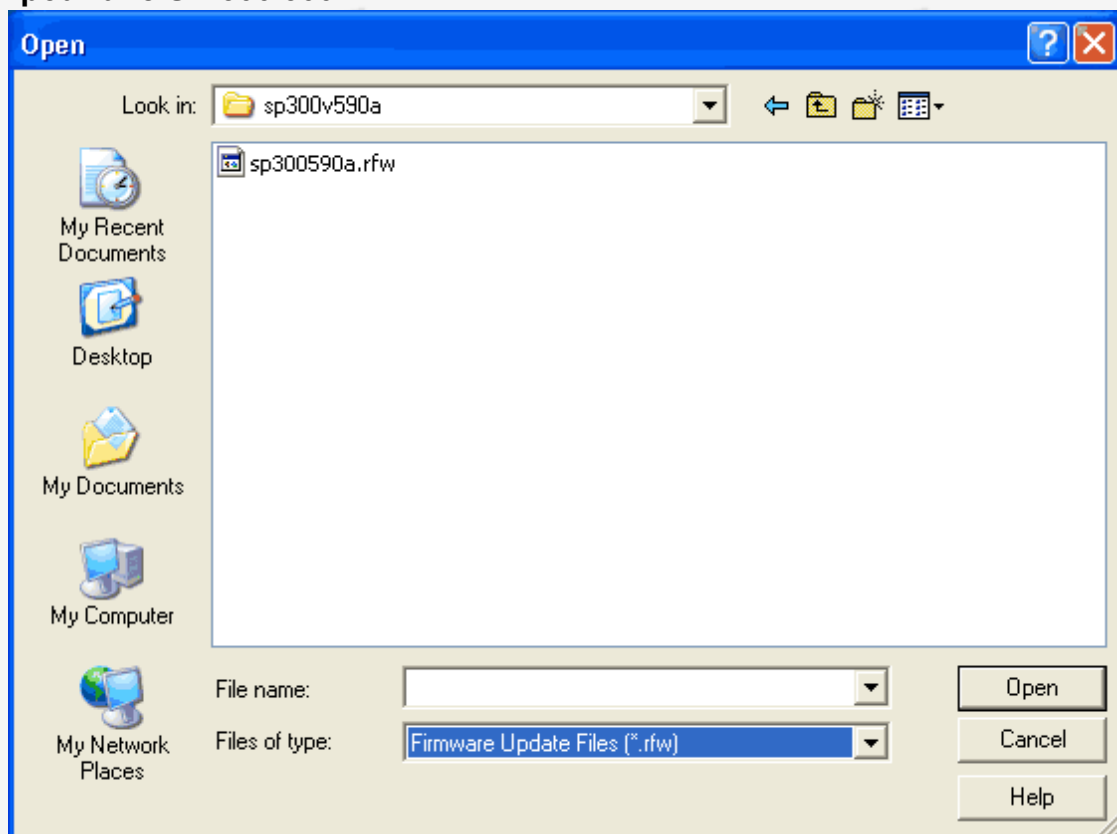 Open
Look in:
sp300v590a
sp300590a.rfw
My Recent
Documents
Desktop
My Documents
My Computer
My Network
Places
File name:
Files of type:
Firmware Update Files (*.rfw)
Open
Cancel
Help